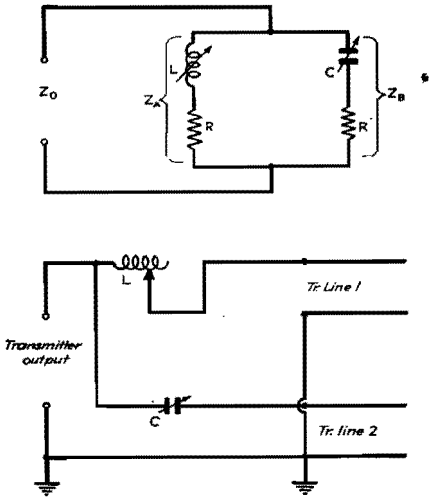 L
C
Z₀
Z_A
Z_B
R
R
L
Tr. Line 1
Transmitter
output
C
Tr. line 2